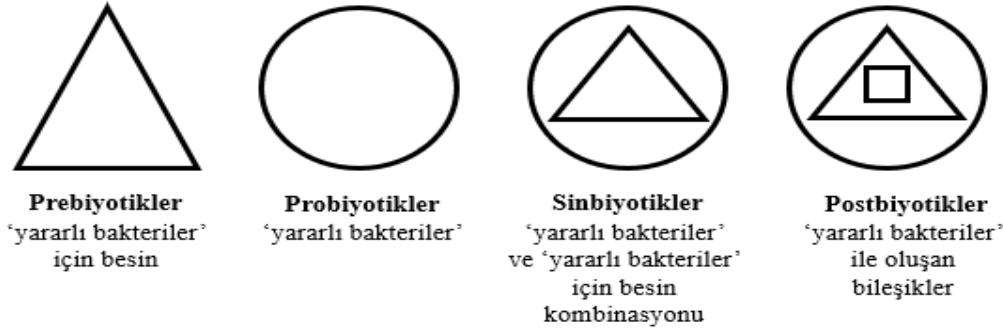 Prebiyotikler
‘yararlı bakteriler’
için besin
Probiyotikler
‘yararlı bakteriler’
Sinbiyotikler
‘yararlı bakteriler’
ve ‘yararlı bakteriler’
için besin
kombinasyonu
Postbiyotikler
‘yararlı bakteriler’
ile oluşan
bileşikler